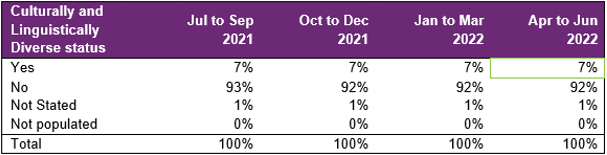 Culturally and Linguistically Diverse status Jul to Sep 2021 Oct to Dec 2021 Jan to Mar 2022 Apr to Jun 2022
Yes 7% 7% 7% 7%
No 93% 92% 92% 92%
Not Stated 1% 1% 1% 1%
Not populated 0% 0% 0% 0%
Total 100% 100% 100% 100%